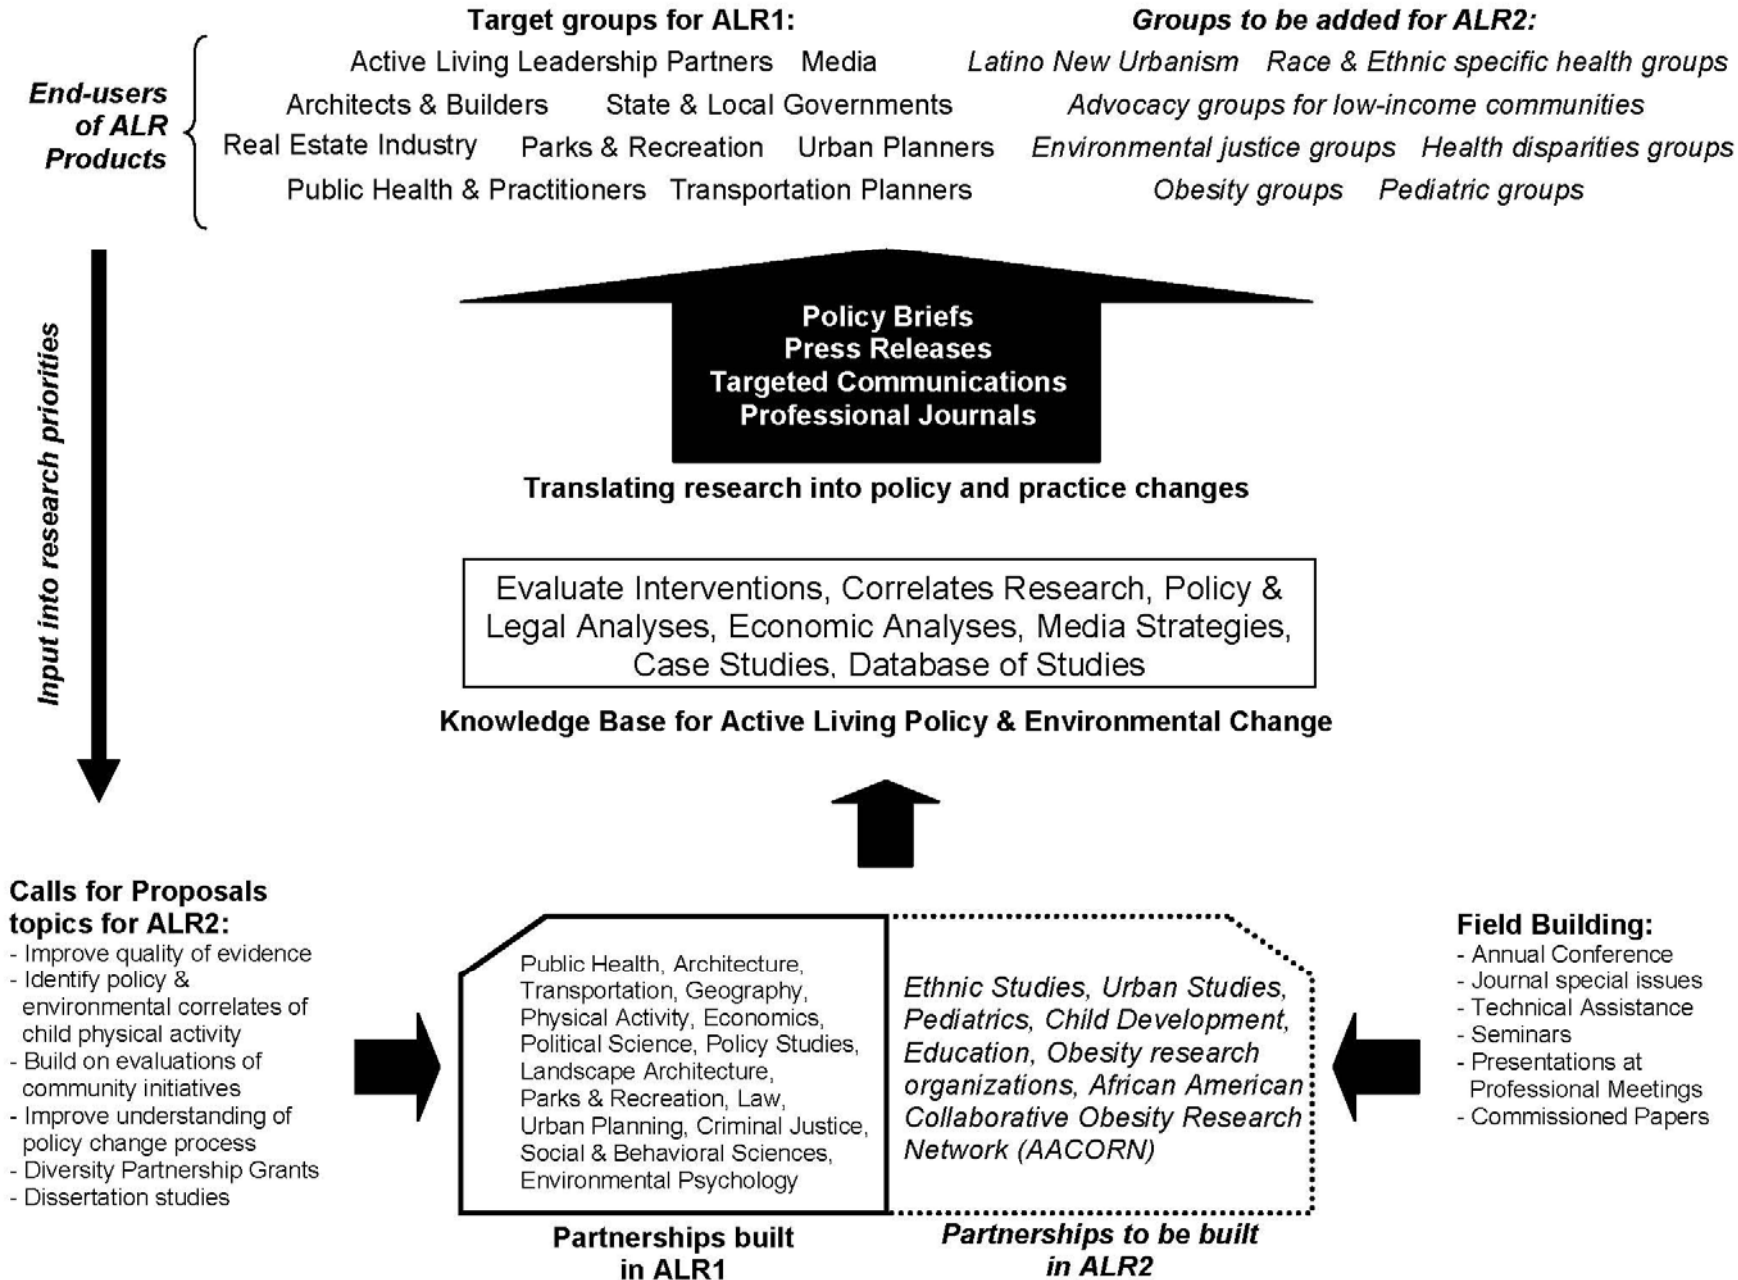 Target groups for ALR1:
Groups to be added for ALR2:
End-users
of ALR
Products
Active Living Leadership Partners Media
Architects & Builders State & Local Governments
Real Estate Industry Parks & Recreation Urban Planners
Public Health & Practitioners Transportation Planners
Latino New Urbanism Race & Ethnic specific health groups
Advocacy groups for low-income communities
Environmental justice groups Health disparities groups
Obesity groups Pediatric groups
Input into research priorities
Policy Briefs
Press Releases
Targeted Communications
Professional Journals
Translating research into policy and practice changes
Evaluate Interventions, Correlates Research, Policy &
Legal Analyses, Economic Analyses, Media Strategies,
Case Studies, Database of Studies
Knowledge Base for Active Living Policy & Environmental Change
Calls for Proposals
topics for ALR2:
- Improve quality of evidence
- Identify policy &
environmental correlates of
child physical activity
- Build on evaluations of
community initiatives
- Improve understanding of
policy change process
- Diversity Partnership Grants
- Dissertation studies
Public Health, Architecture,
Transportation, Geography,
Physical Activity, Economics,
Political Science, Policy Studies,
Landscape Architecture,
Parks & Recreation, Law,
Urban Planning, Criminal Justice,
Social & Behavioral Sciences,
Environmental Psychology
Partnerships built
in ALR1
Ethnic Studies, Urban Studies,
Pediatrics, Child Development,
Education, Obesity research
organizations, African American
Collaborative Obesity Research
Network (AACORN)
Partnerships to be built
in ALR2
Field Building:
- Annual Conference
- Journal special issues
- Technical Assistance
- Seminars
- Presentations at
Professional Meetings
- Commissioned Papers